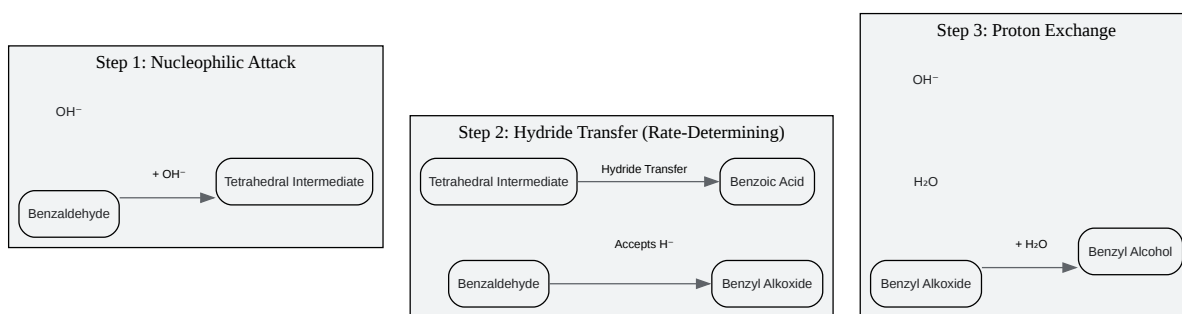 Step 1: Nucleophilic Attack
OH⁻
+ OH⁻
Tetrahedral Intermediate
Benzaldehyde
Step 2: Hydride Transfer (Rate-Determining)
Tetrahedral Intermediate
Hydride Transfer
Benzoic Acid
Accepts H⁻
Benzaldehyde
Benzyl Alkoxide
Step 3: Proton Exchange
OH⁻
H₂O
+ H₂O
Benzyl Alcohol
Benzyl Alkoxide